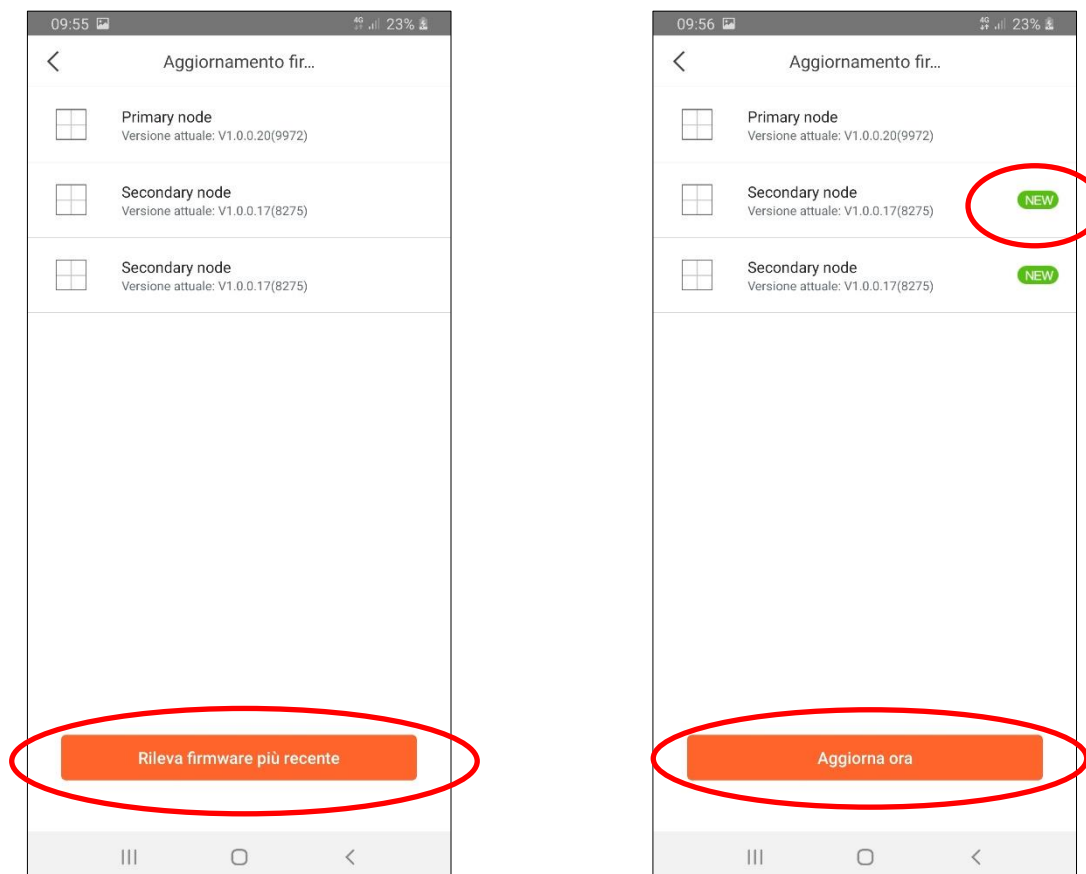 09:55 4G 23%
Aggiornamento fir...
Primary node
Versione attuale: V1.0.0.20(9972)
Secondary node
Versione attuale: V1.0.0.17(8275)
Secondary node
Versione attuale: V1.0.0.17(8275)
Rileva firmware più recente
09:56 4G 23%
Aggiornamento fir...
Primary node
Versione attuale: V1.0.0.20(9972)
Secondary node
Versione attuale: V1.0.0.17(8275)
NEW
Secondary node
Versione attuale: V1.0.0.17(8275)
NEW
Aggiorna ora